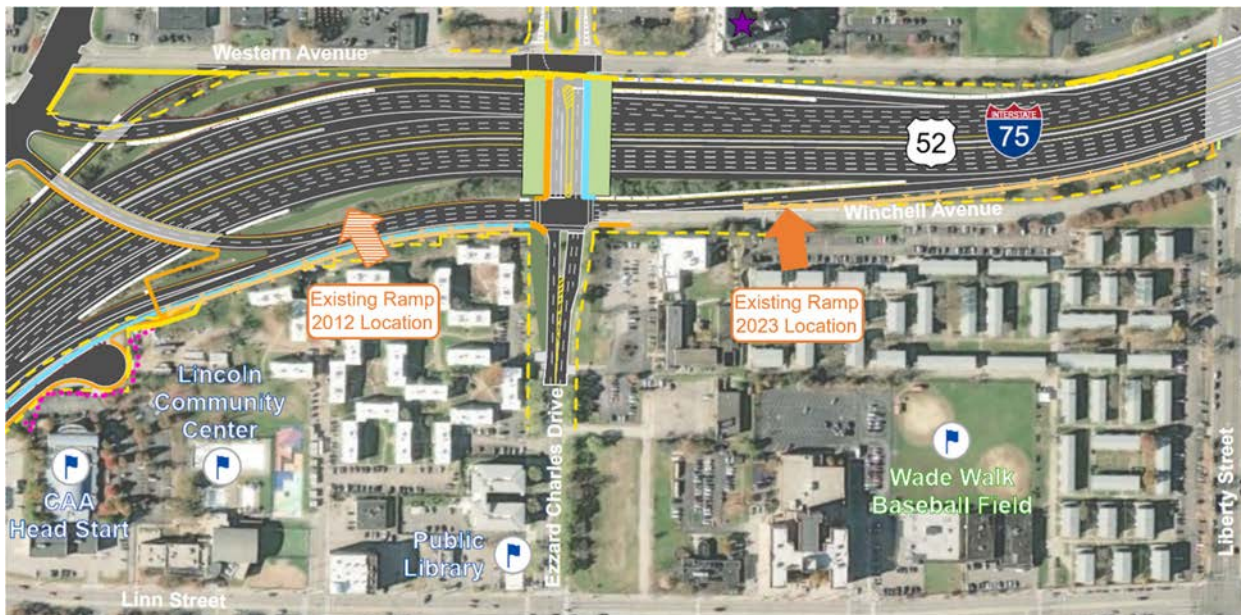 Western Avenue
52
INTERSTATE
75
Winchell Avenue
Existing Ramp
2012 Location
Existing Ramp
2023 Location
Lincoln
Community
Center
CAA
Head Start
Public
Library
Ezzard Charles Drive
Wade Walk
Baseball Field
Liberty Street
Linn Street